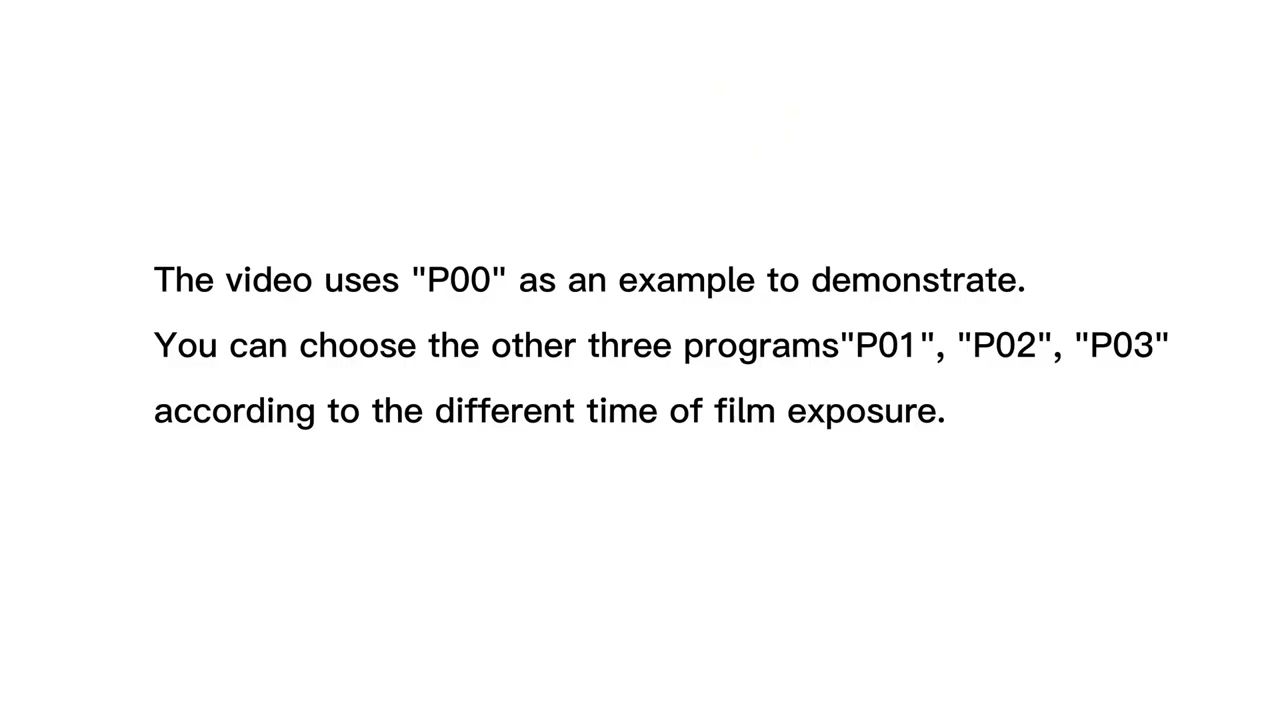 The video uses "P00" as an example to demonstrate.
You can choose the other three programs"P01", "P02", "P03"
according to the different time of film exposure.